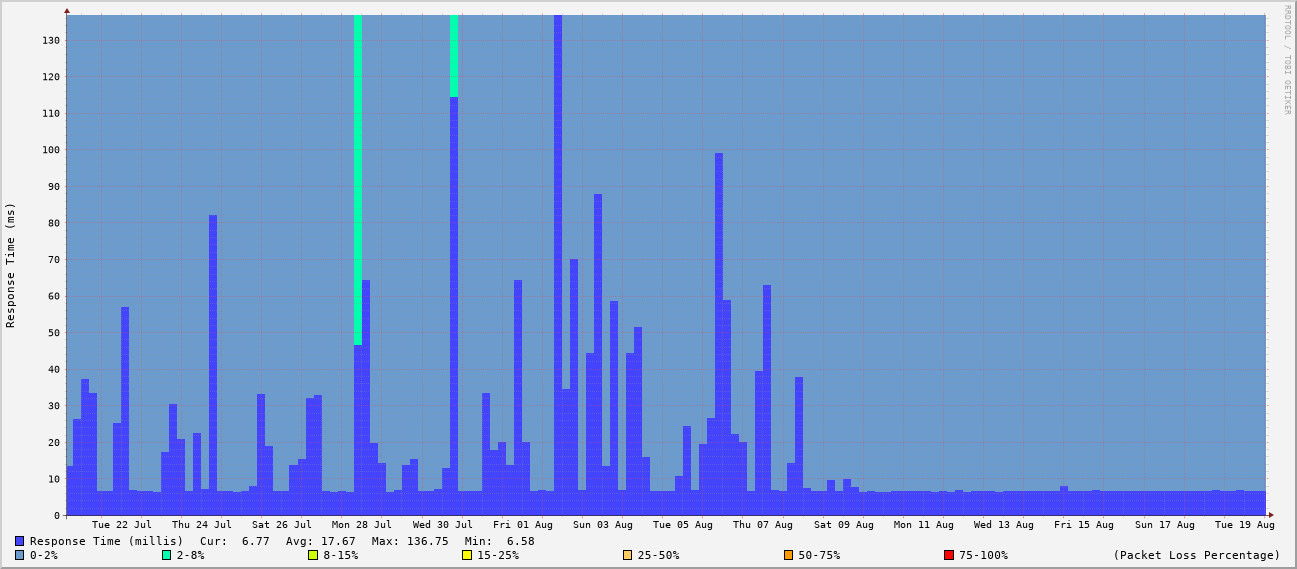 RRDTOOL / TOBI OETIKER
Response Time (ms)
130
120
110
100
90
80
70
60
50
40
30
20
10
0
Tue 22 Jul Thu 24 Jul Sat 26 Jul Mon 28 Jul Wed 30 Jul Fri 01 Aug Sun 03 Aug Tue 05 Aug Thu 07 Aug Sat 09 Aug Mon 11 Aug Wed 13 Aug Fri 15 Aug Sun 17 Aug Tue 19 Aug
Response Time (millis) Cur: 6.77 Avg: 17.67 Max: 136.75 Min: 6.58
0-2% 2-8% 8-15% 15-25% 25-50% 50-75% 75-100% (Packet Loss Percentage)